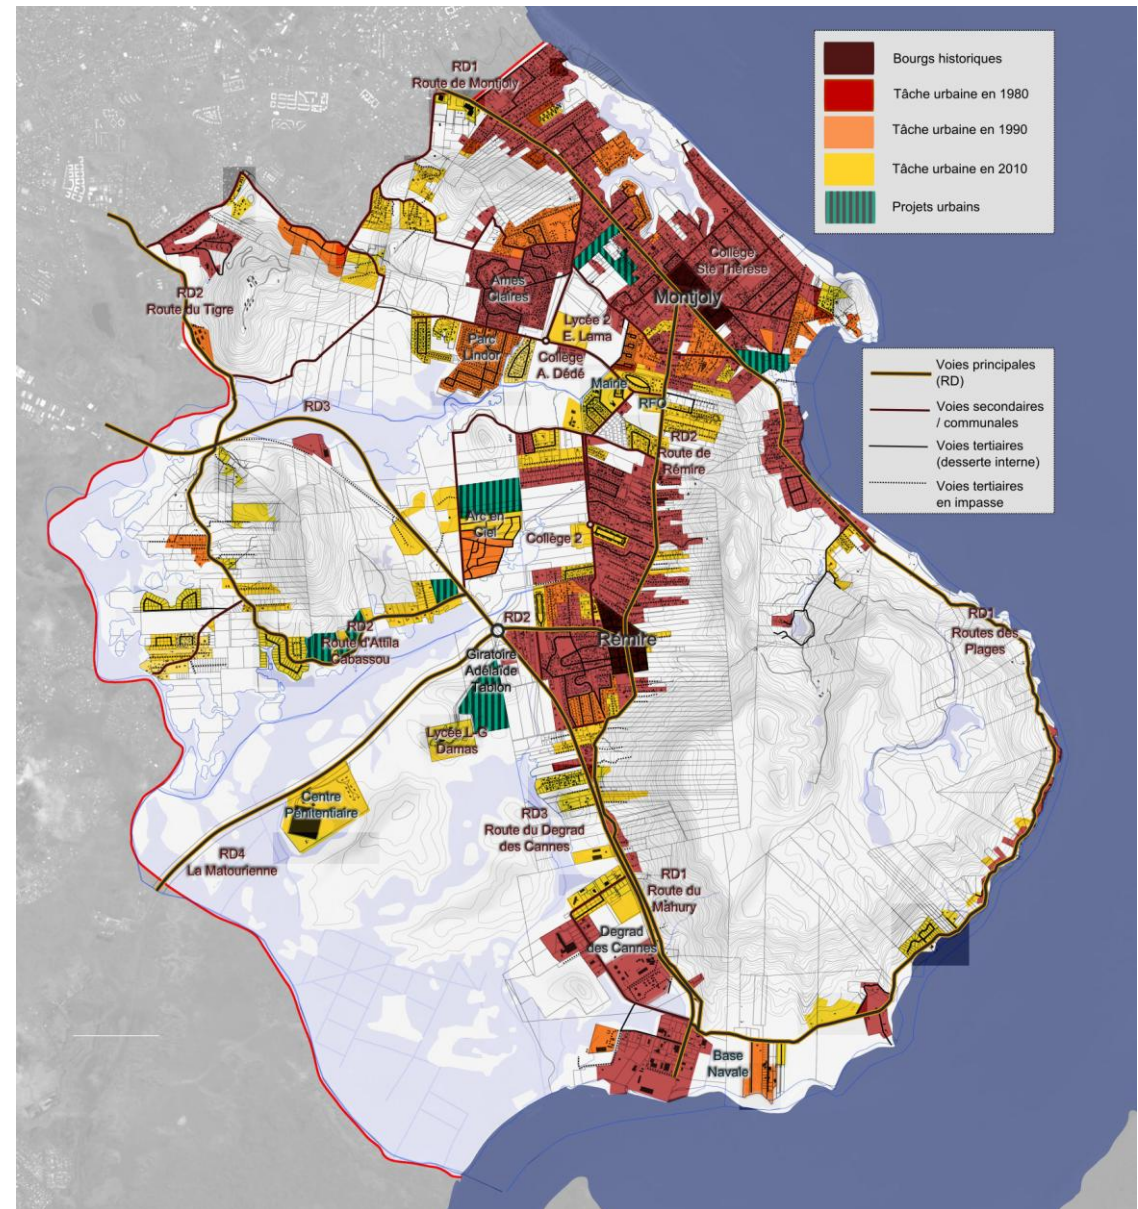 Bourgs historiques
Tâche urbaine en 1980
Tâche urbaine en 1990
Tâche urbaine en 2010
Projets urbains
RD1
Route de Montjoly
Collège
Ste Thérèse
RD2
Route du Tigre
Ames
Claires
Montjoly
Lycée 2
E. Lama
Parc
Lindor
Collège
A. Dédé
Voies principales
(RD)
Voies secondaires
/ communales
Voies tertiaires
(desserte interne)
Voies tertiaires
en impasse
Mairie
RFO
RD3
RD2
Route de
Rémire
Arc en
Ciel
Collège 2
RD2
Route d'Attila
Cabassou
RD2
Rémire
RD1
Routes des
Plages
Giratoire
Adélaïde
Tablon
Lycée L-G
Damas
Centre
Pénitentiaire
RD3
Route du Degrad
des Cannes
RD4
La Matourienne
RD1
Route du
Mahury
Degrad
des Cannes
Base
Navale